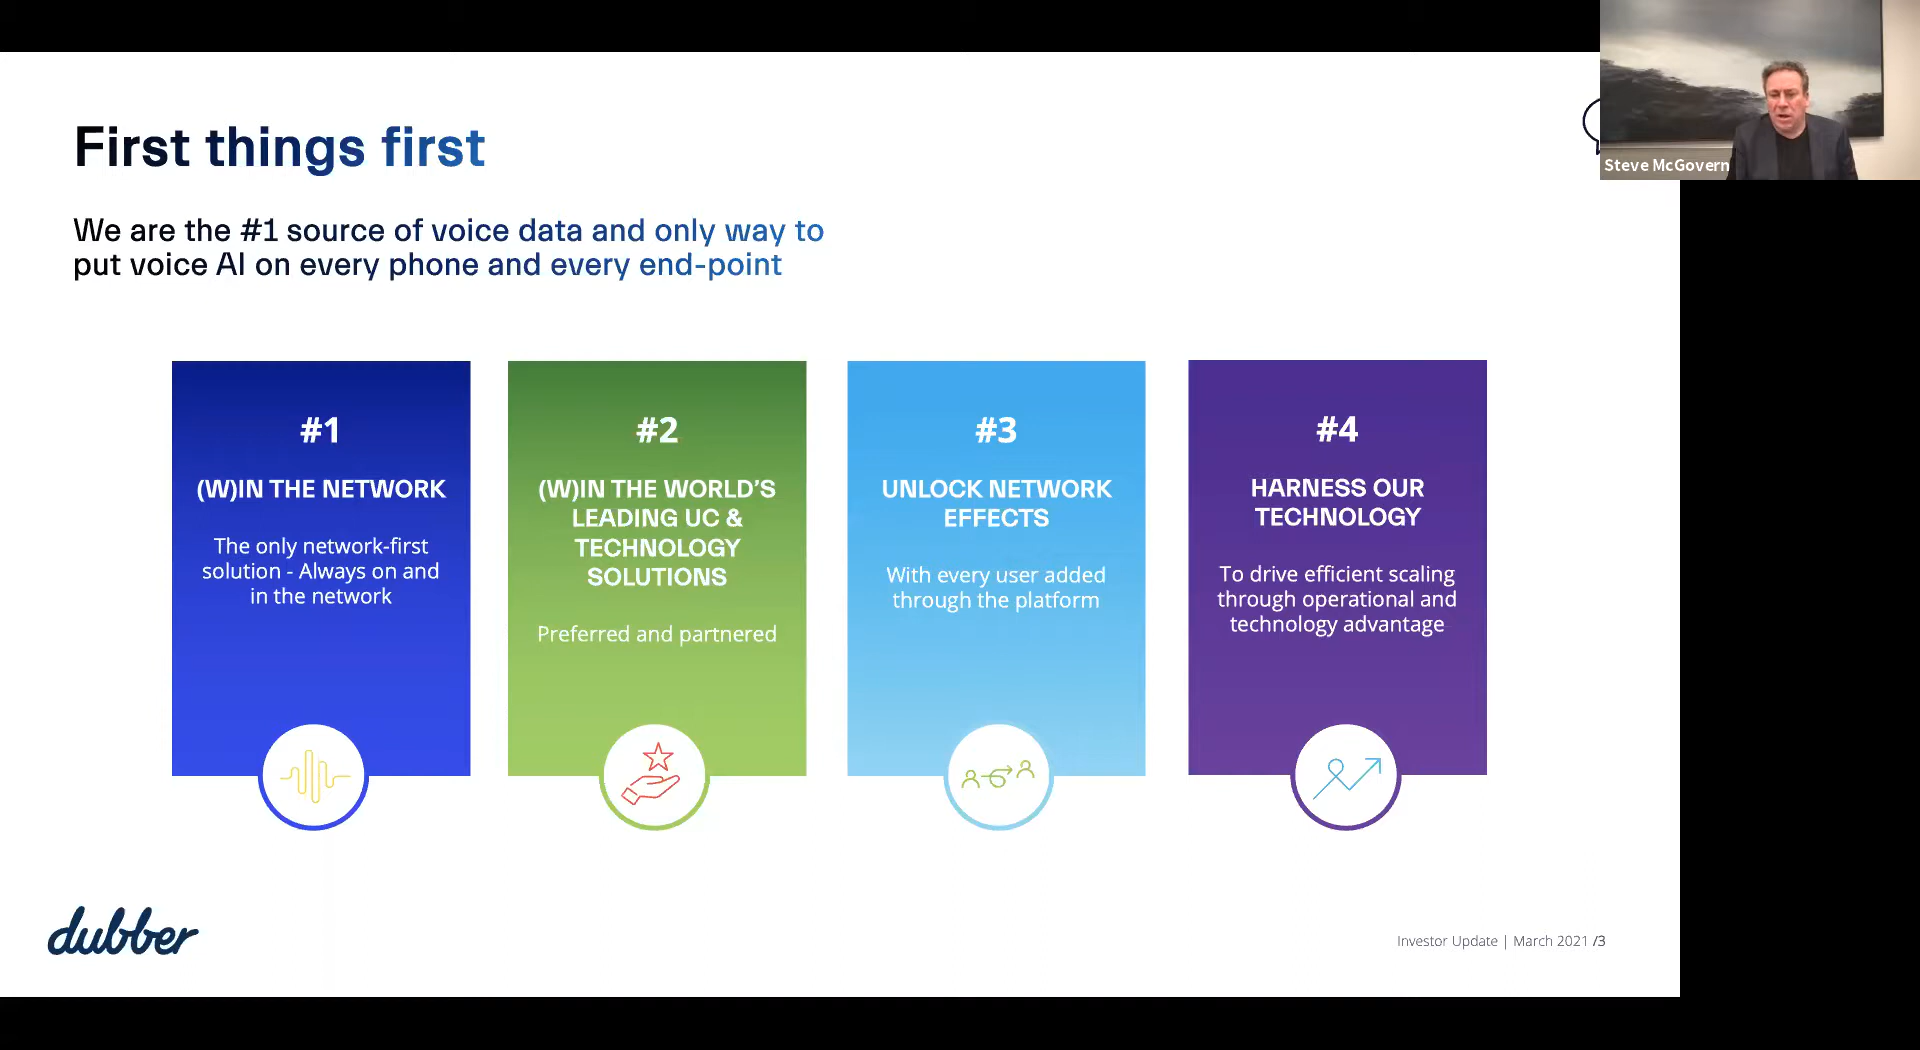 Steve McGovern
First things first
We are the #1 source of voice data and only way to
put voice AI on every phone and every end-point
#1
(W)IN THE NETWORK
The only network-first
solution - Always on and
in the network
#2
(W)IN THE WORLD'S
LEADING UC &
TECHNOLOGY
SOLUTIONS
Preferred and partnered
#3
UNLOCK NETWORK
EFFECTS
With every user added
through the platform
#4
HARNESS OUR
TECHNOLOGY
To drive efficient scaling
through operational and
technology advantage
dubber
Investor Update | March 2021 /3